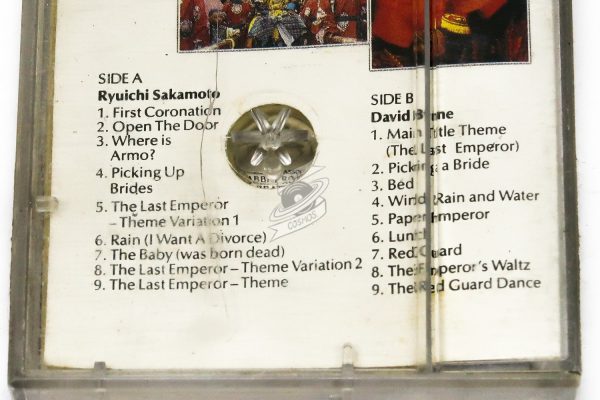 SIDE A
Ryuichi Sakamoto
1. First Coronation
2. Open The Door
3. Where is
Armo?
4. Picking Up
Brides
5. The Last Emperor
– Theme Variation 1
6. Rain (I Want A Divorce)
7. The Baby (was born dead)
8. The Last Emperor – Theme Variation 2
9. The Last Emperor – Theme
SIDE B
David Byrne
1. Main Title Theme
(The Last Emperor)
2. Picking a Bride
3. Bed
4. Wind, Rain and Water
5. Paper Emperor
6. Lunch
7. Red Guard
8. The Emperor's Waltz
9. The Red Guard Dance
COSMOS